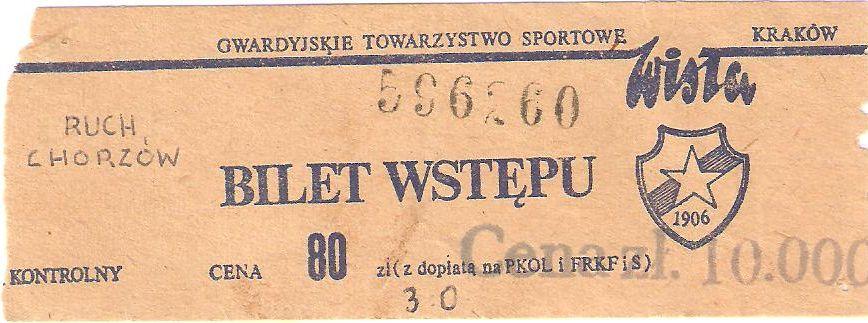 GWARDYJSKIE TOWARZYSTWO SPORTOWE KRAKÓW
Wisła
596260
RUCH
CHORZÓW
BILET WSTĘPU
1906
Cena zł. 10.000
KONTROLNY CENA 80 zł (z dopłatą na PKOL i FRKFiS)
30